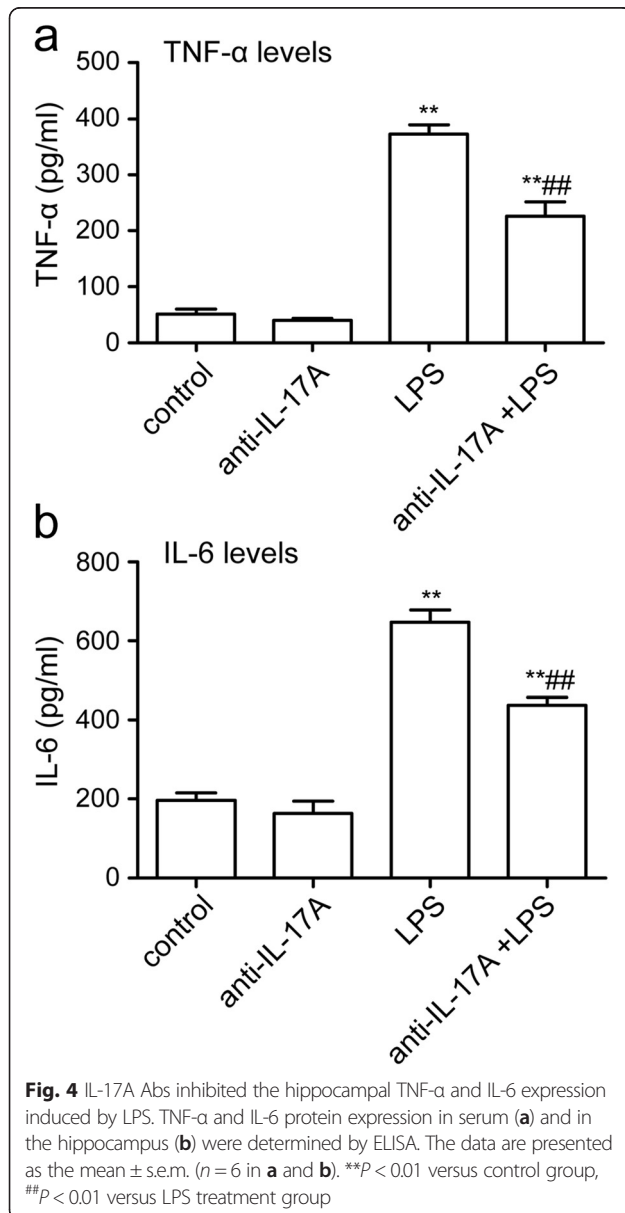 a
TNF-α levels
500
400
300
200
100
0
TNF-α (pg/ml)
**
**##
control
anti-IL-17A
LPS
anti-IL-17A +LPS
b
IL-6 levels
800
600
400
200
0
IL-6 (pg/ml)
**
**##
control
anti-IL-17A
LPS
anti-IL-17A +LPS
Fig. 4 IL-17A Abs inhibited the hippocampal TNF-α and IL-6 expression
induced by LPS. TNF-α and IL-6 protein expression in serum (a) and in
the hippocampus (b) were determined by ELISA. The data are presented
as the mean ± s.e.m. (n = 6 in a and b). **P < 0.01 versus control group,
##P < 0.01 versus LPS treatment group